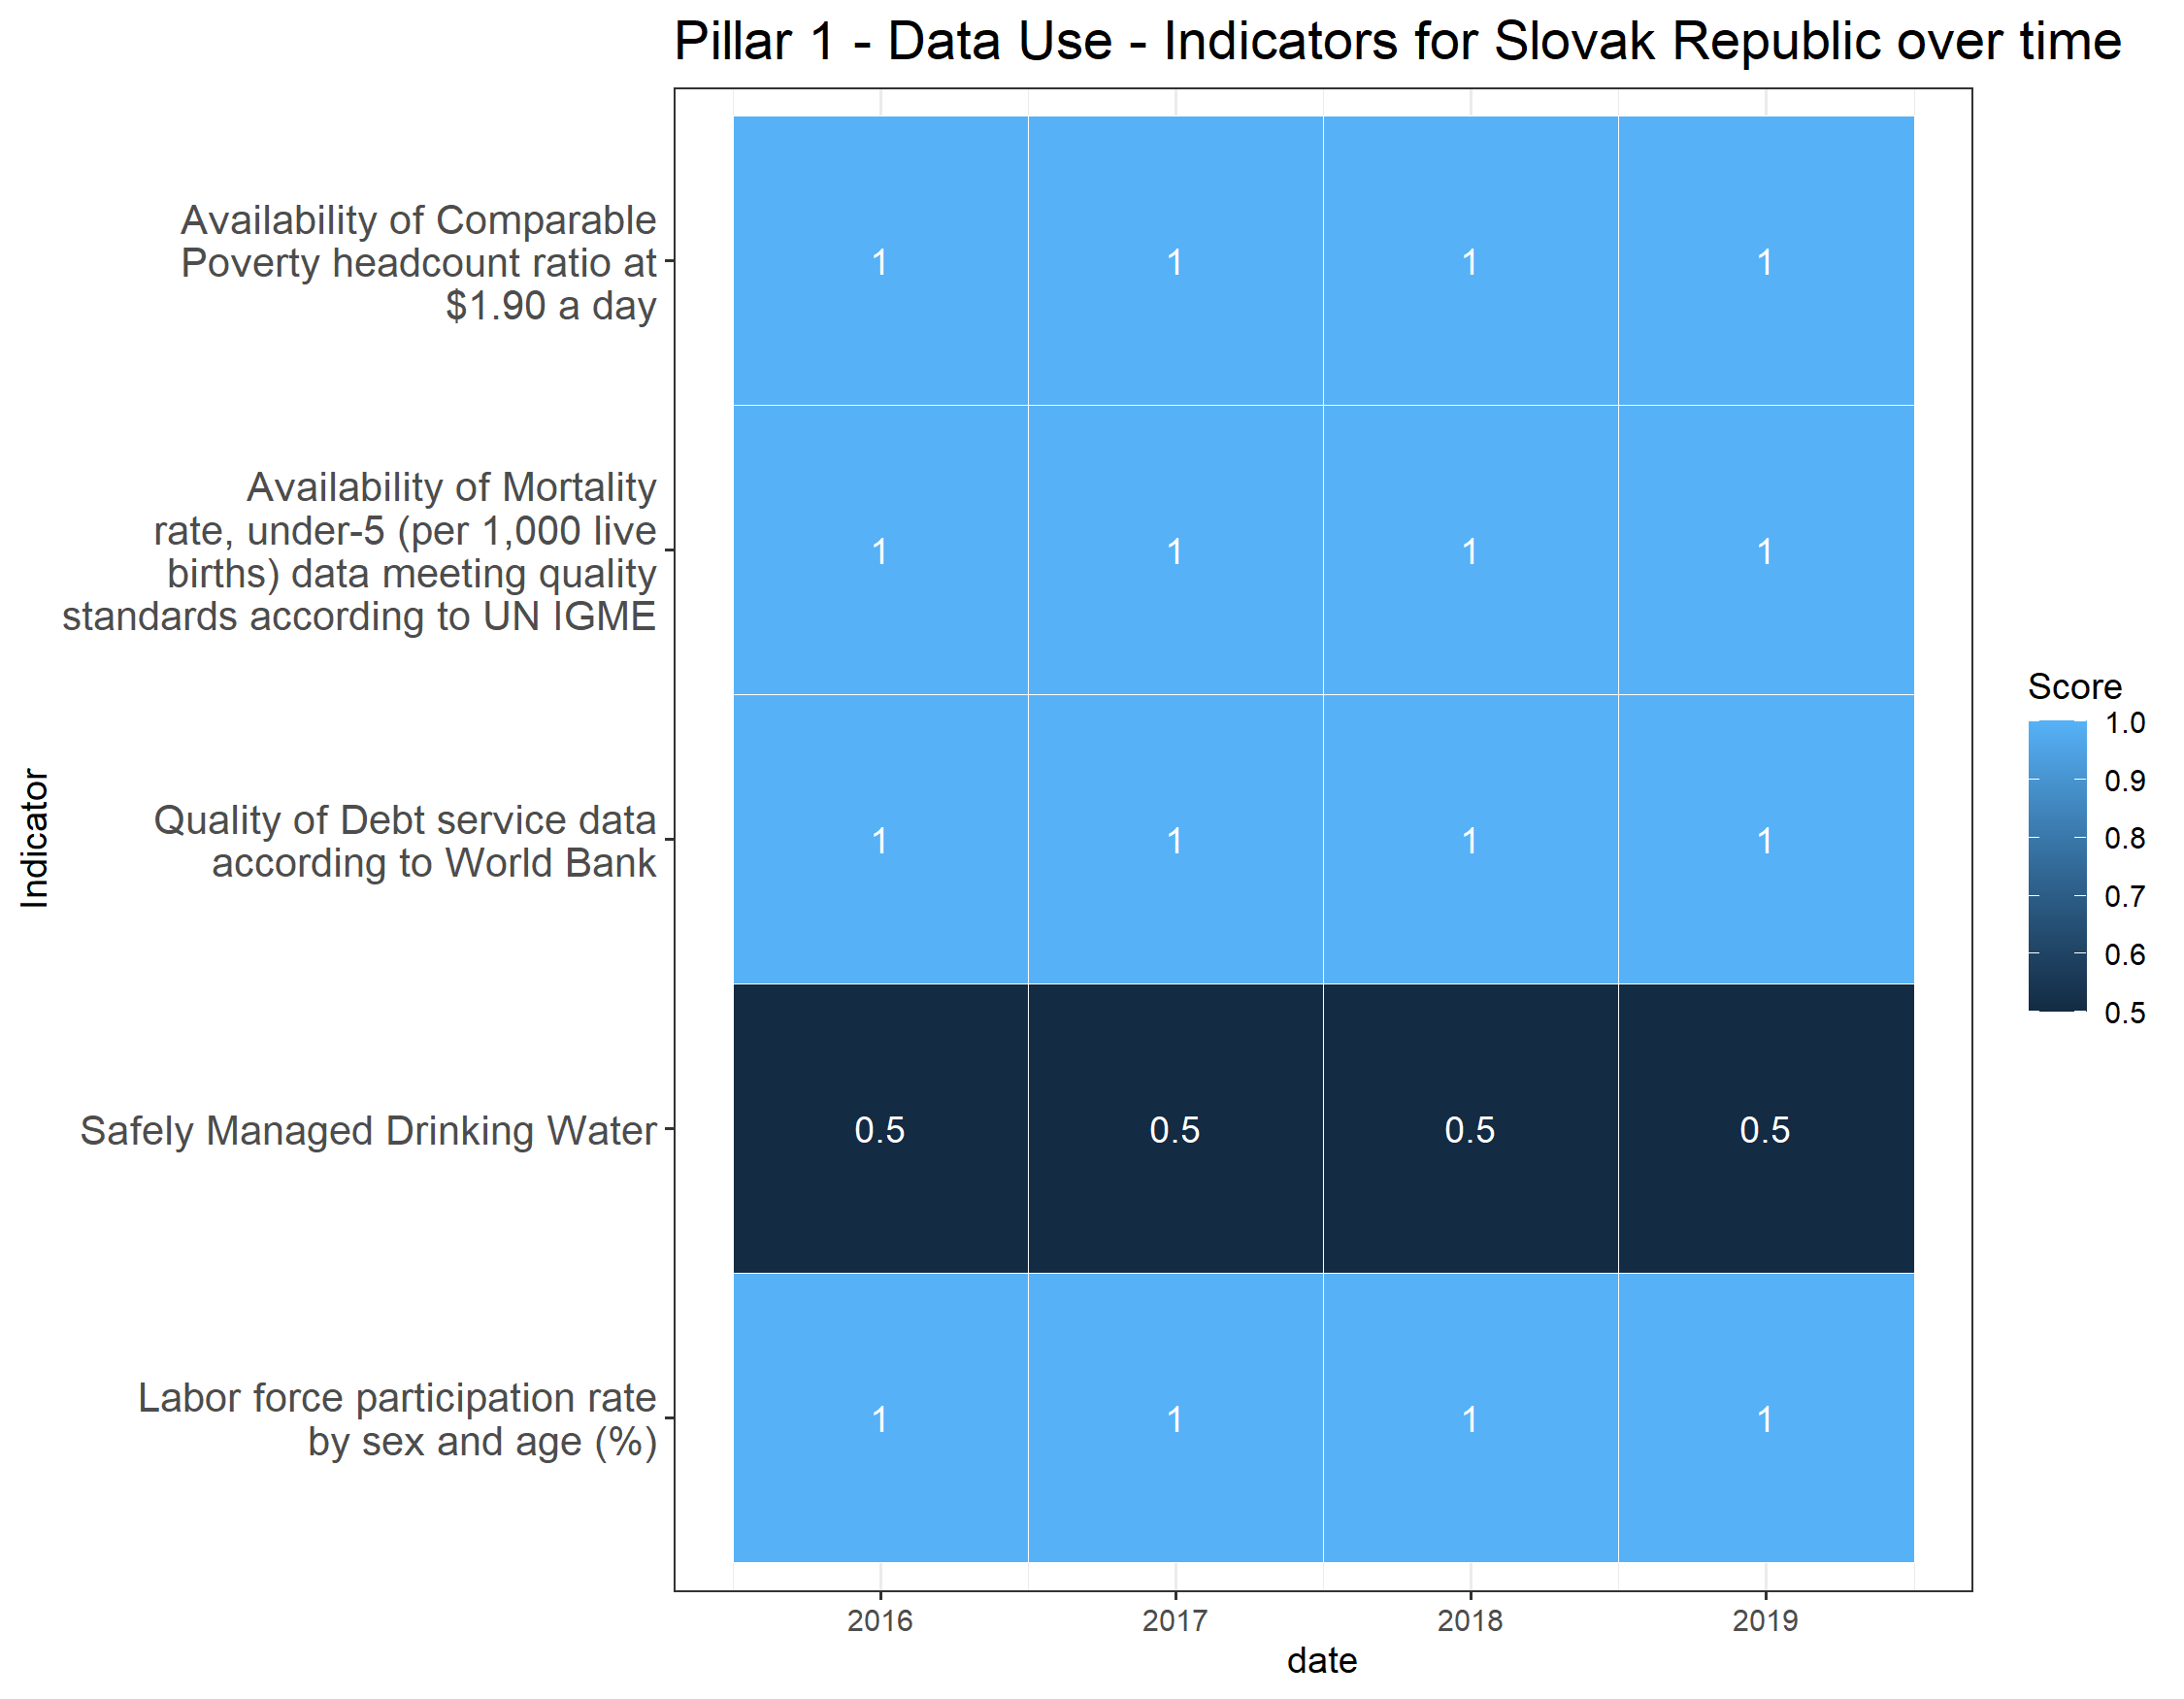 Pillar 1 - Data Use - Indicators for Slovak Republic over time
Indicator
Availability of Comparable
Poverty headcount ratio at
$1.90 a day
1 1 1 1
Availability of Mortality
rate, under-5 (per 1,000 live
births) data meeting quality
standards according to UN IGME
1 1 1 1
Quality of Debt service data
according to World Bank
1 1 1 1
Safely Managed Drinking Water
0.5 0.5 0.5 0.5
Labor force participation rate
by sex and age (%)
1 1 1 1
2016 2017 2018 2019
date
Score
1.0
0.9
0.8
0.7
0.6
0.5